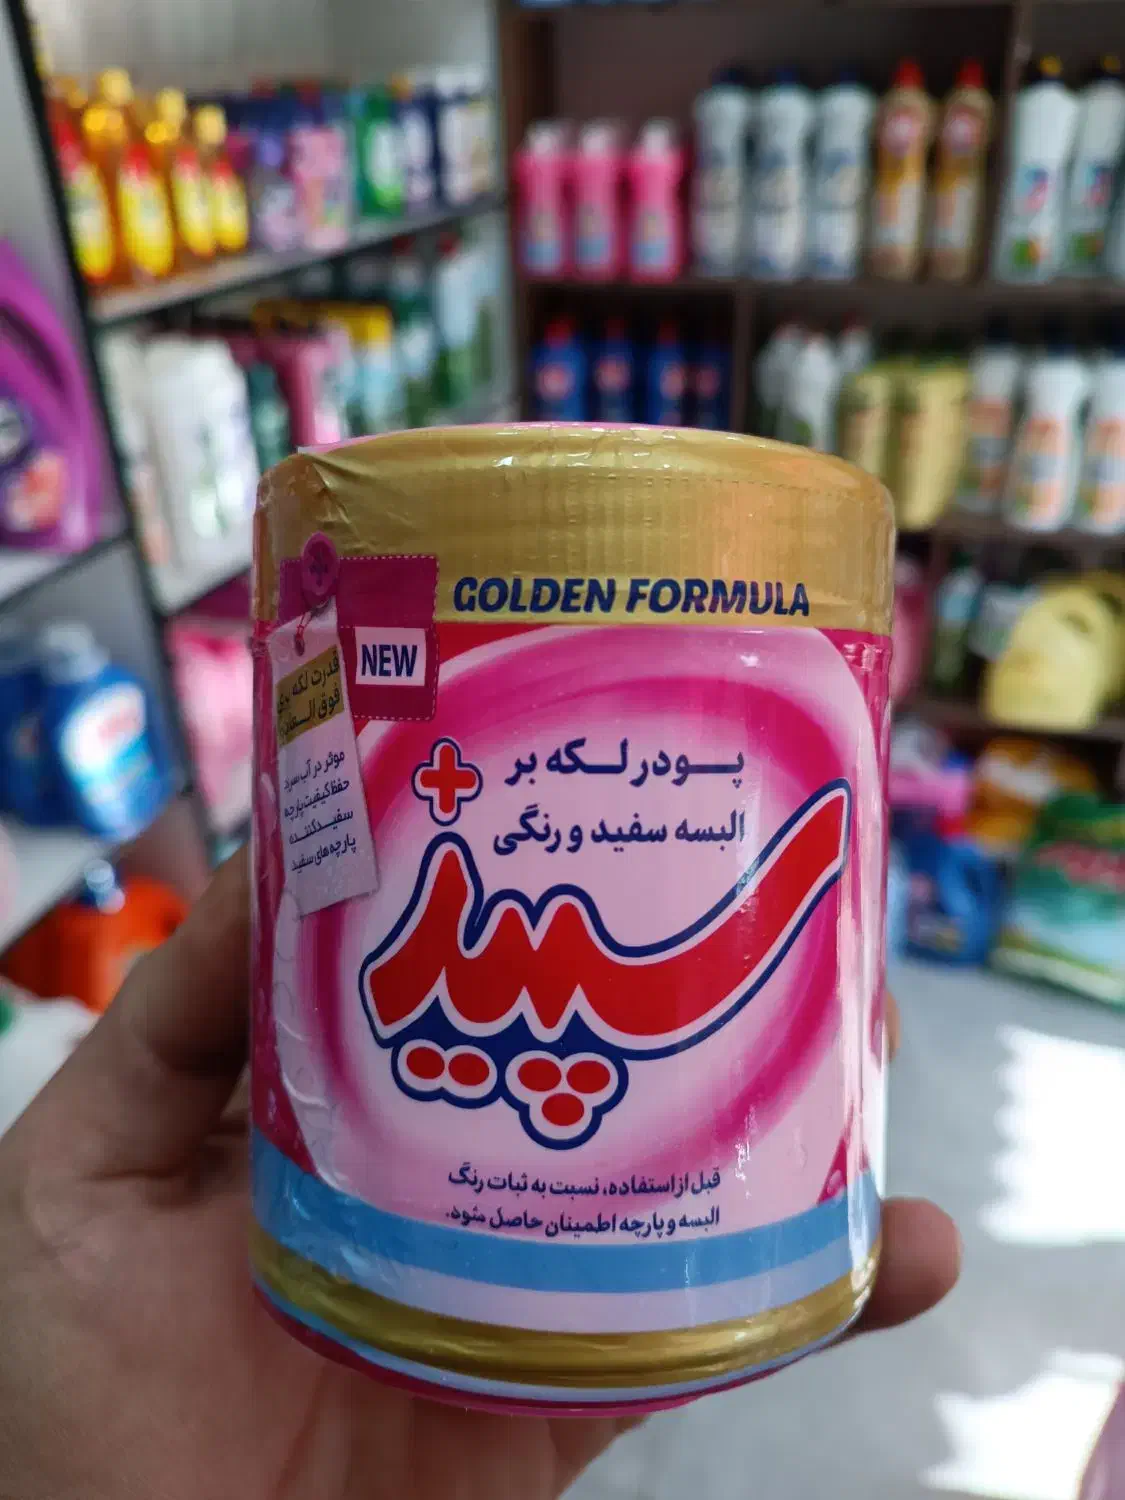 GOLDEN FORMULA
NEW
قدرت لکه بری
فوق العاده
موثر در آب سرد
حفظ کیفیت پارچه
سفیدکننده
پارچه‌های سفید
پودر لکه بر
البسه سفید و رنگی
سپید
قبل از استفاده، نسبت به ثبات رنگ
البسه و پارچه اطمینان حاصل شود.